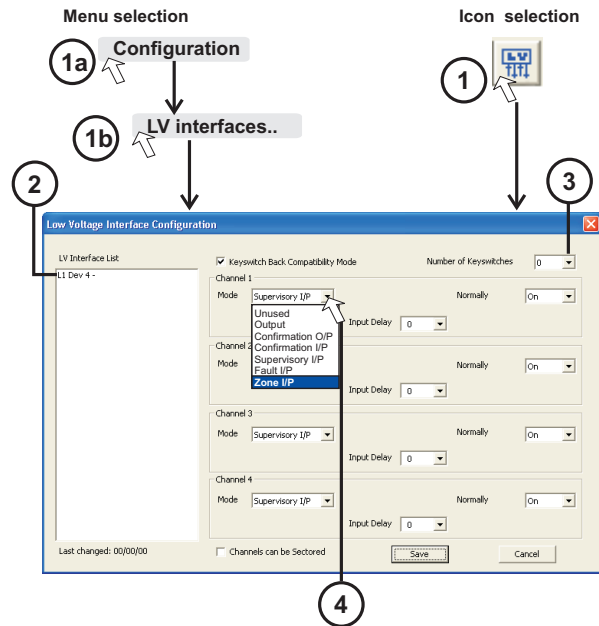 Menu selection
Icon selection
Configuration
1a
LV
1
LV interfaces..
1b
2
3
Low Voltage Interface Configuration
LV Interface List
Keyswitch Back Compatibility Mode
Number of Keyswitches 0
L1 Dev 4 -
Channel 1
Mode Supervisory I/P Normally On
Input Delay 0
Unused
Output
Confirmation O/P
Confirmation I/P
Supervisory I/P
Fault I/P
Zone I/P
Channel 2
Mode Normally On
Input Delay 0
Channel 3
Mode Supervisory I/P Normally On
Input Delay 0
Channel 4
Mode Supervisory I/P Normally On
Input Delay 0
Last changed: 00/00/00
Channels can be Sectored
Save
Cancel
4